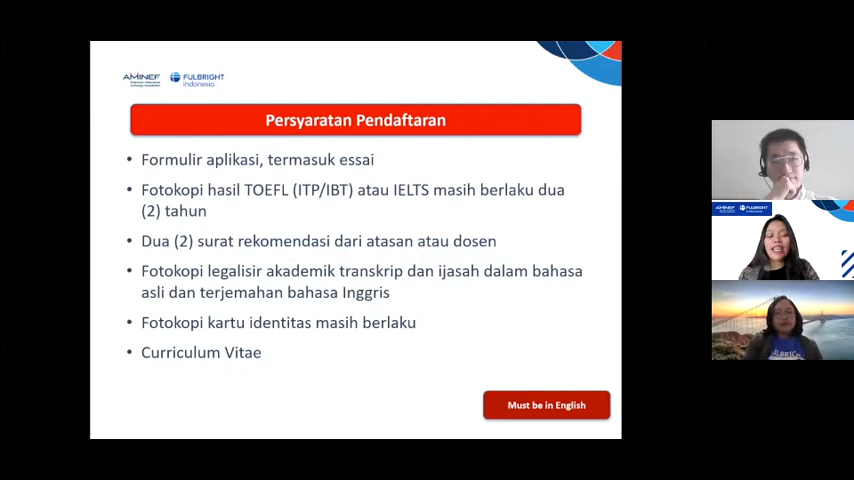 AMINEF
FULBRIGHT
Indonesia
Persyaratan Pendaftaran
• Formulir aplikasi, termasuk essai
• Fotokopi hasil TOEFL (ITP/IBT) atau IELTS masih berlaku dua
(2) tahun
• Dua (2) surat rekomendasi dari atasan atau dosen
• Fotokopi legalisir akademik transkrip dan ijasah dalam bahasa
asli dan terjemahan bahasa Inggris
• Fotokopi kartu identitas masih berlaku
• Curriculum Vitae
Must be in English
AMINEF
FULBRIGHT